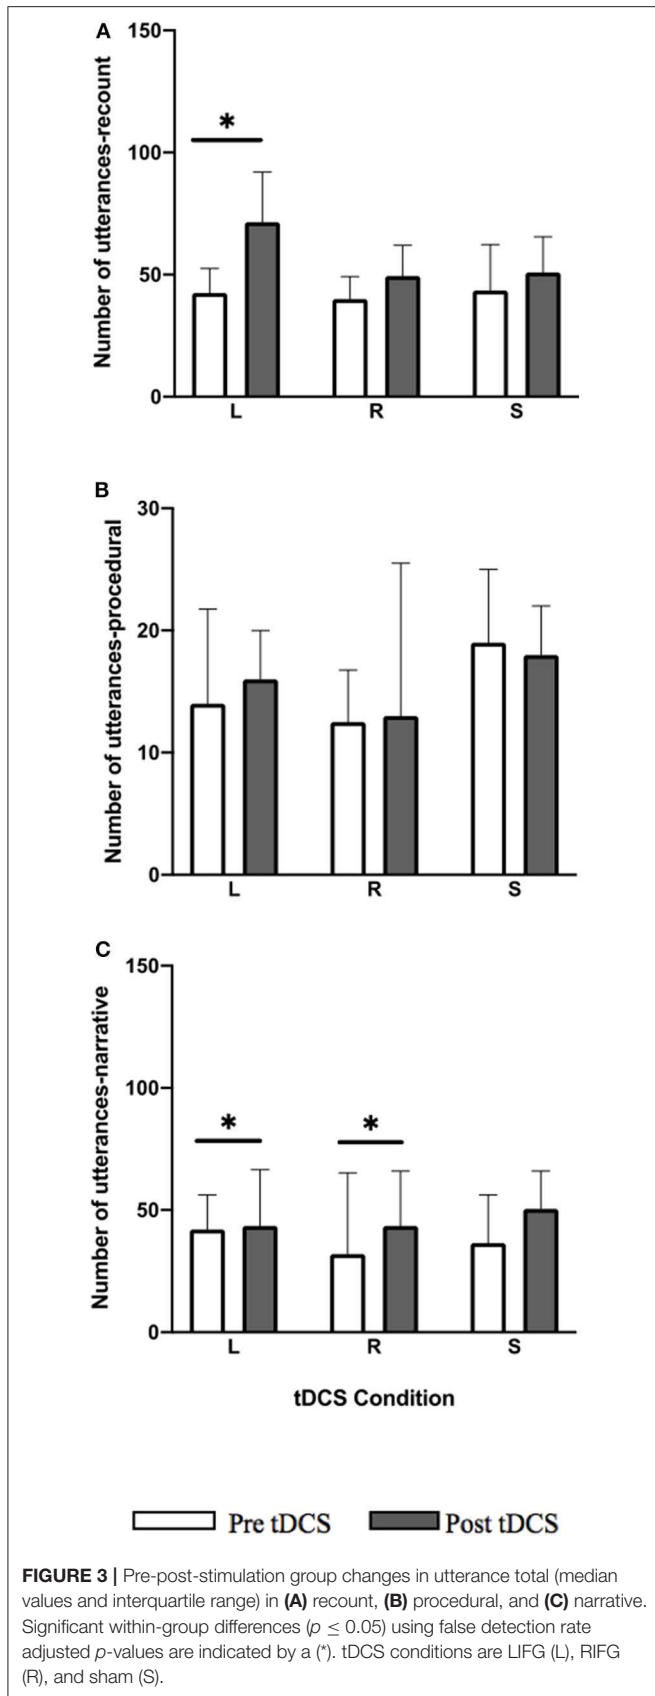 A
150
100
50
0
Number of utterances-recount
*
L R S
B
30
20
10
0
Number of utterances-procedural
L R S
C
150
100
50
0
Number of utterances-narrative
* *
L R S
tDCS Condition
Pre tDCS Post tDCS
FIGURE 3 | Pre-post-stimulation group changes in utterance total (median
values and interquartile range) in (A) recount, (B) procedural, and (C) narrative.
Significant within-group differences (p ≤ 0.05) using false detection rate
adjusted p-values are indicated by a (*). tDCS conditions are LIFG (L), RIFG
(R), and sham (S).